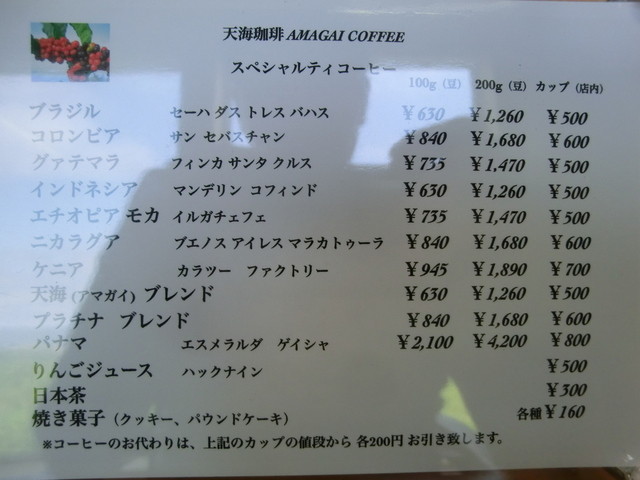 天海珈琲 AMAGAI COFFEE
スペシャルティコーヒー 100g(豆) 200g(豆) カップ(店内)
ブラジル セーハ ダス トレス バハス ¥630 ¥1,260 ¥500
コロンビア サン セバスチャン ¥840 ¥1,680 ¥600
グァテマラ フィンカ サンタ クルス ¥735 ¥1,470 ¥500
インドネシア マンデリン コフィンド ¥630 ¥1,260 ¥500
エチオピア モカ イルガチェフェ ¥735 ¥1,470 ¥500
ニカラグア ブエノス アイレス マラカトゥーラ ¥840 ¥1,680 ¥600
ケニア カラツー ファクトリー ¥945 ¥1,890 ¥700
天海(アマガイ)ブレンド ¥630 ¥1,260 ¥500
プラチナ ブレンド ¥840 ¥1,680 ¥600
パナマ エスメラルダ ゲイシャ ¥2,100 ¥4,200 ¥800
りんごジュース ハックナイン ¥500
日本茶 ¥300
焼き菓子(クッキー、パウンドケーキ) 各種¥160
※コーヒーのお代わりは、上記のカップの値段から 各200円 お引き致します。